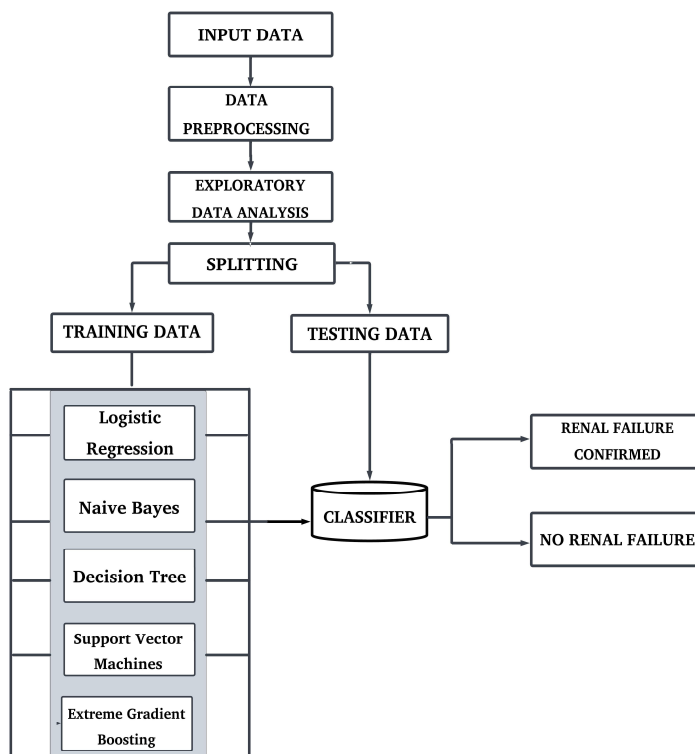 INPUT DATA
DATA
PREPROCESSING
EXPLORATORY
DATA ANALYSIS
SPLITTING
TRAINING DATA
TESTING DATA
Logistic
Regression
Naive Bayes
Decision Tree
Support Vector
Machines
Extreme Gradient
Boosting
CLASSIFIER
RENAL FAILURE
CONFIRMED
NO RENAL FAILURE